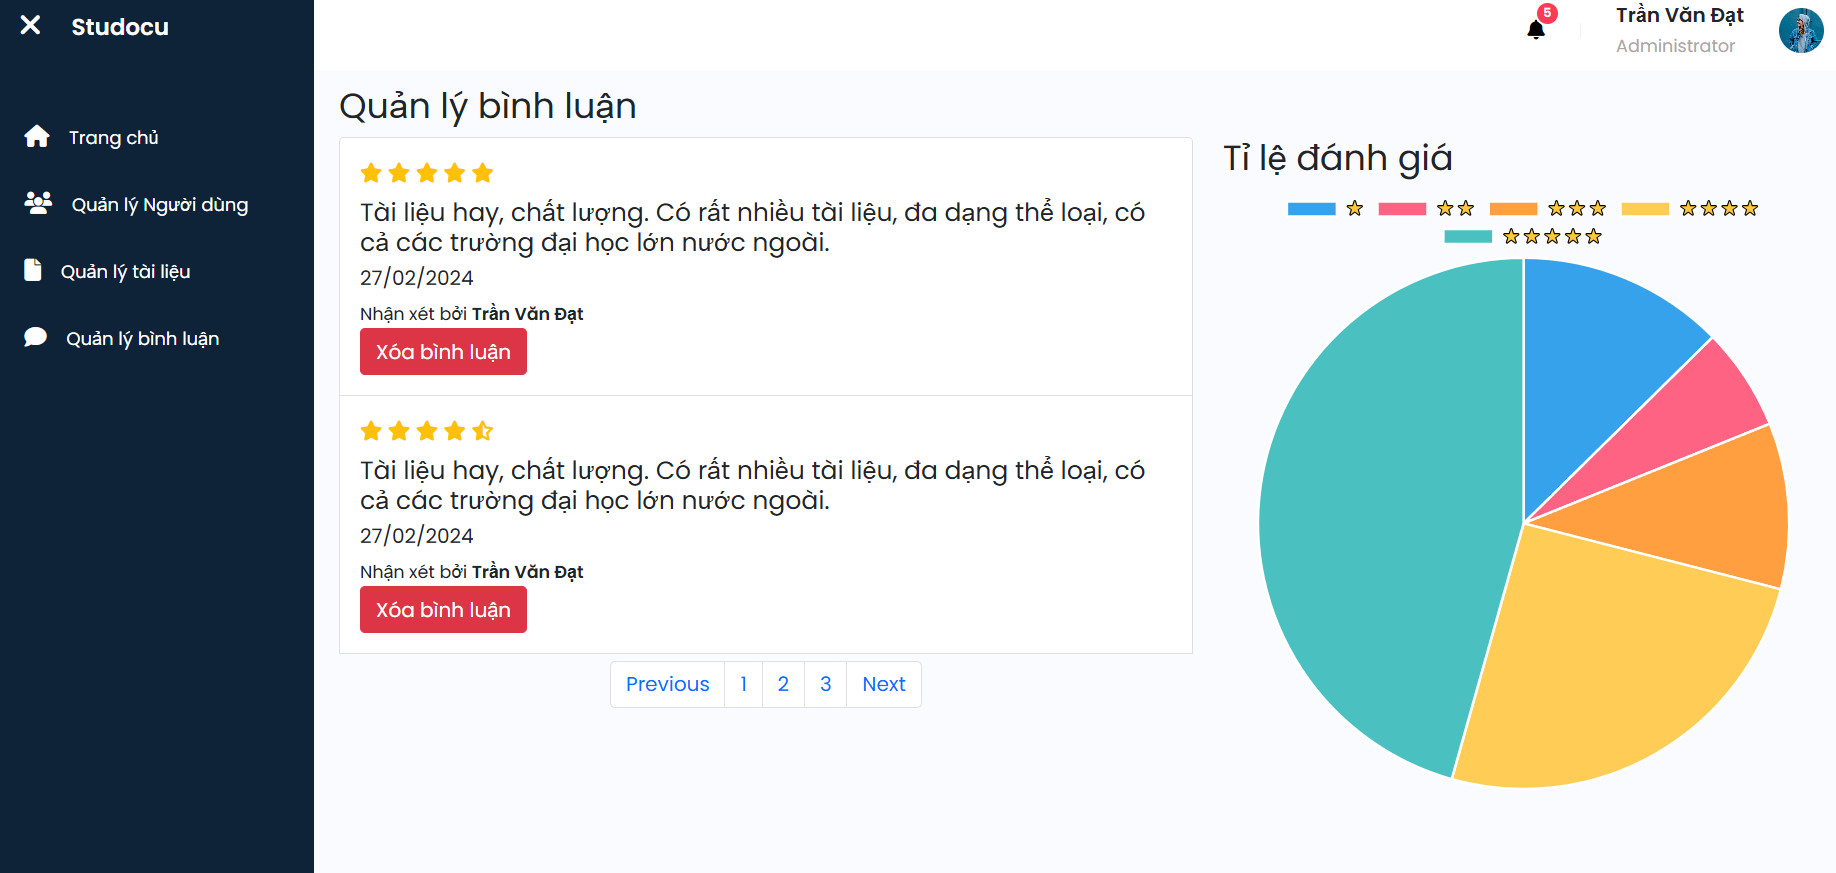 Studocu
5
Trần Văn Đạt
Administrator
Trang chủ
Quản lý Người dùng
Quản lý tài liệu
Quản lý bình luận
Quản lý bình luận
Tài liệu hay, chất lượng. Có rất nhiều tài liệu, đa dạng thể loại, có
cả các trường đại học lớn nước ngoài.
27/02/2024
Nhận xét bởi Trần Văn Đạt
Xóa bình luận
Tài liệu hay, chất lượng. Có rất nhiều tài liệu, đa dạng thể loại, có
cả các trường đại học lớn nước ngoài.
27/02/2024
Nhận xét bởi Trần Văn Đạt
Xóa bình luận
Previous 1 2 3 Next
Tỉ lệ đánh giá